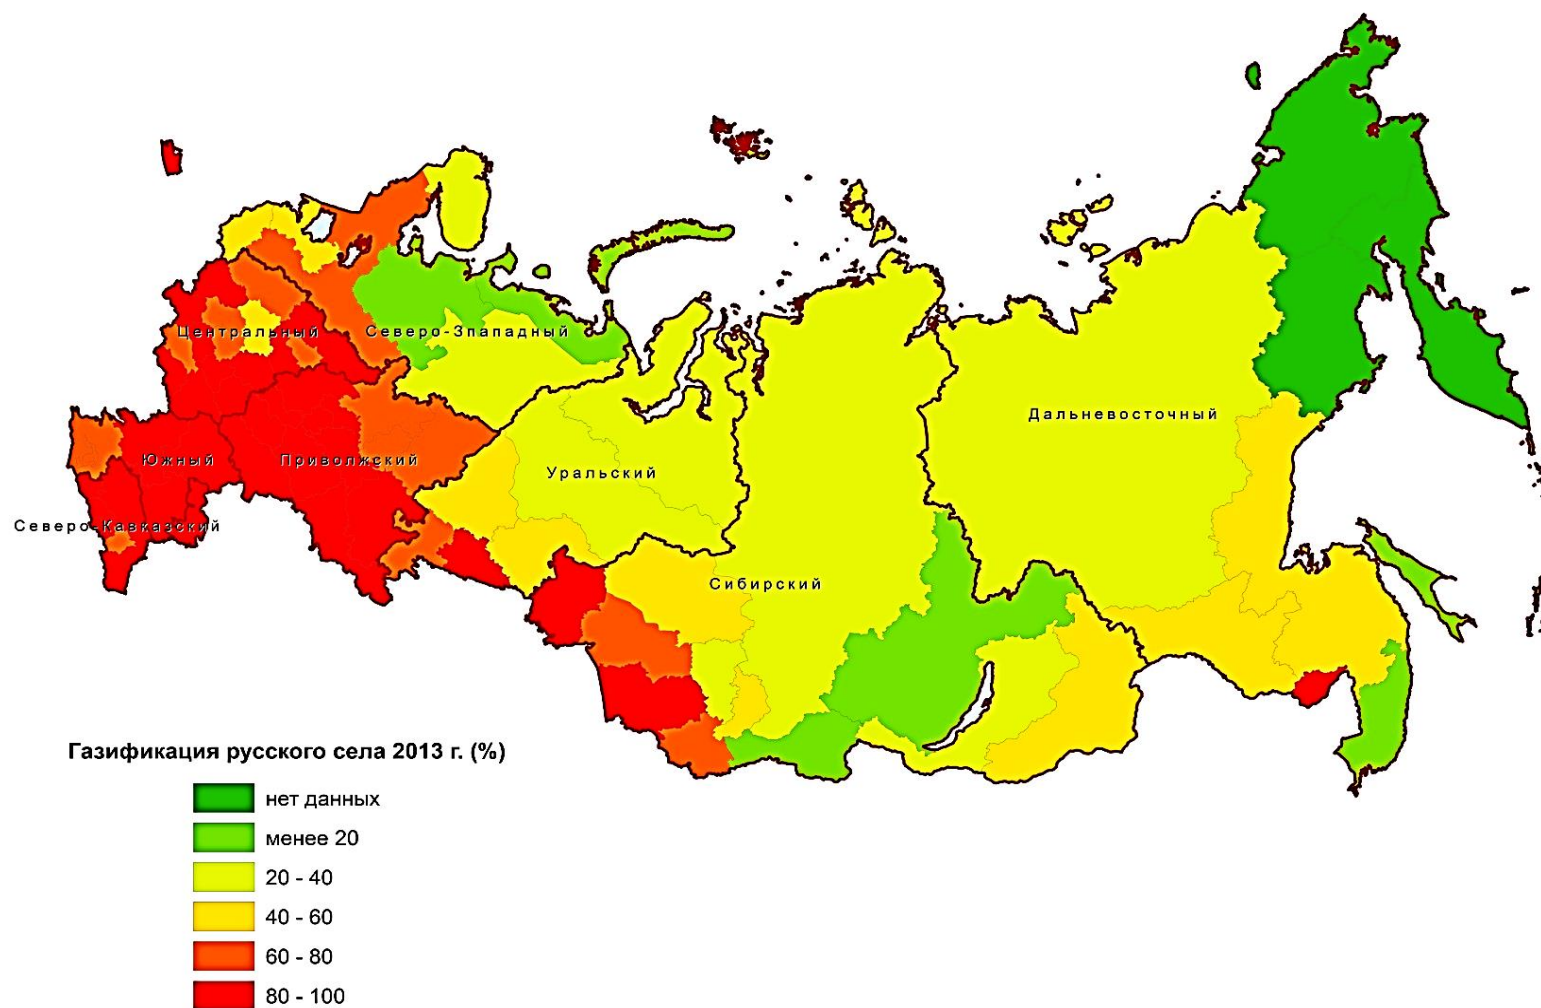 Центральный
Северо-Зпападный
Дальневосточный
Южный
Приволжский
Уральский
Северо-Кавказский
Сибирский
Газификация русского села 2013 г. (%)
нет данных
менее 20
20 - 40
40 - 60
60 - 80
80 - 100